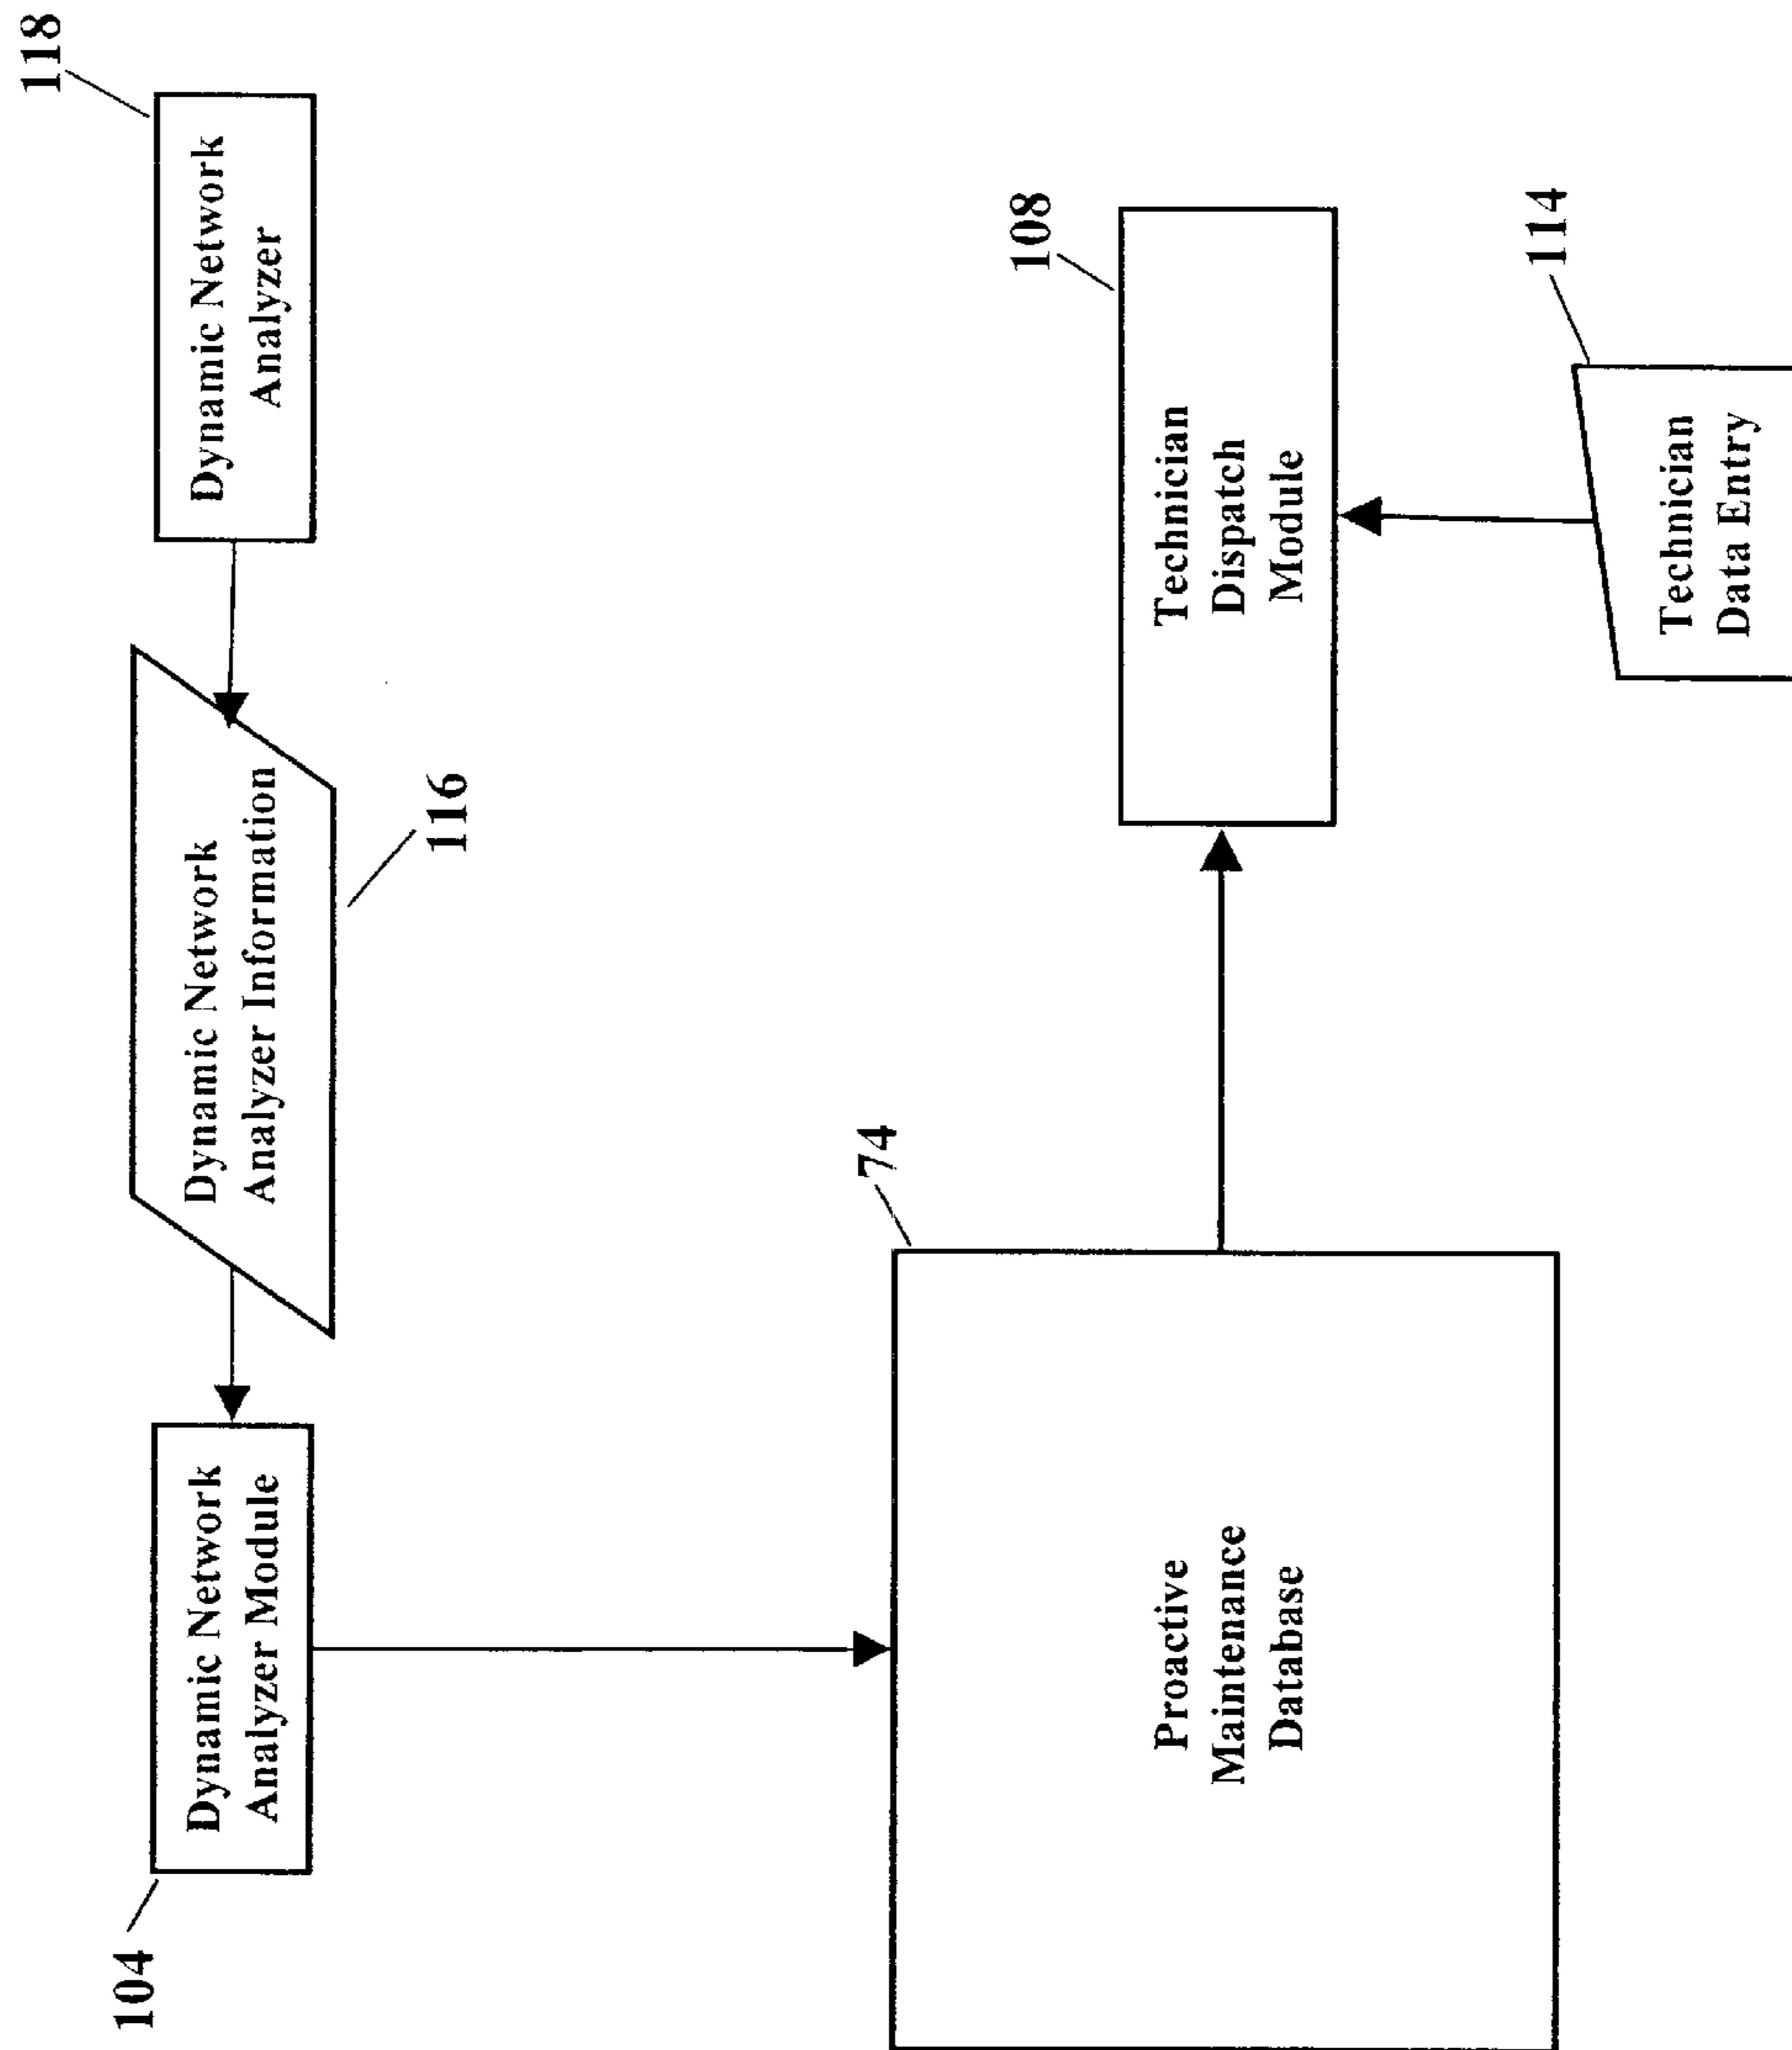 118
Dynamic Network
Analyzer
Dynamic Network
Analyzer Information
116
Dynamic Network
Analyzer Module
104
108
Technician
Dispatch
Module
114
Technician
Data Entry
74
Proactive
Maintenance
Database